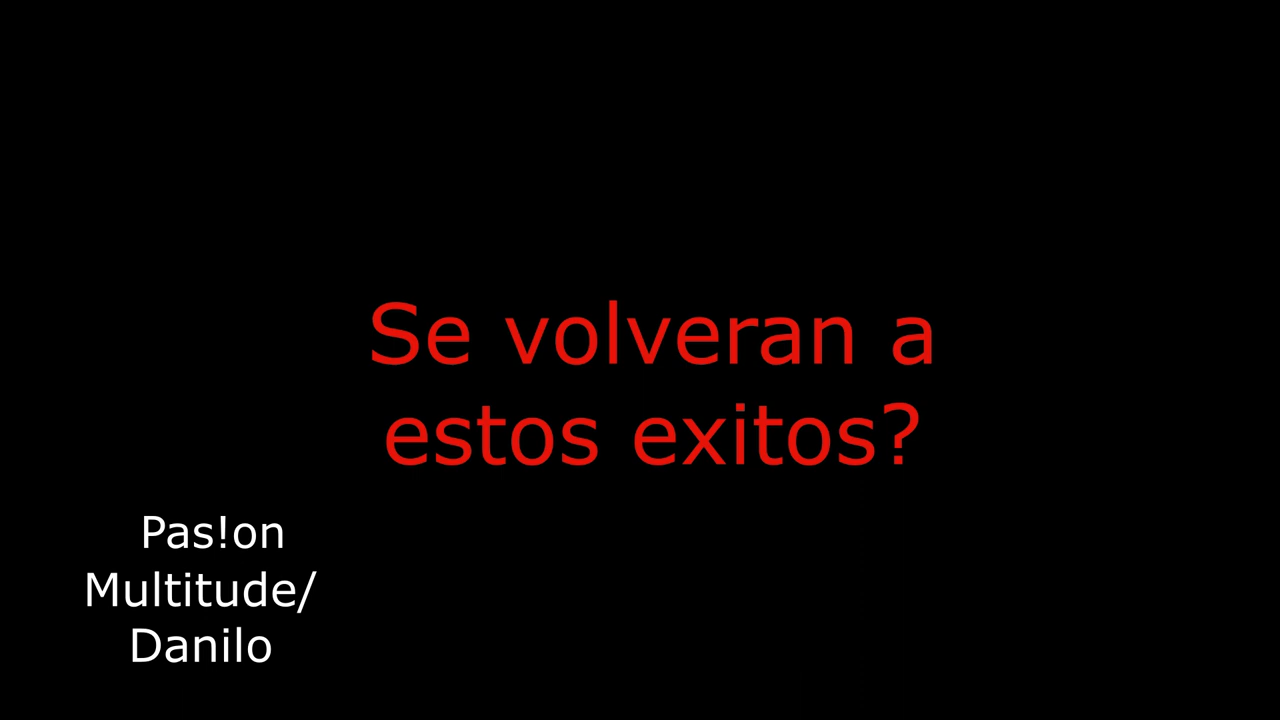 Se volveran a
estos exitos?
Pas!on
Multitude/
Danilo